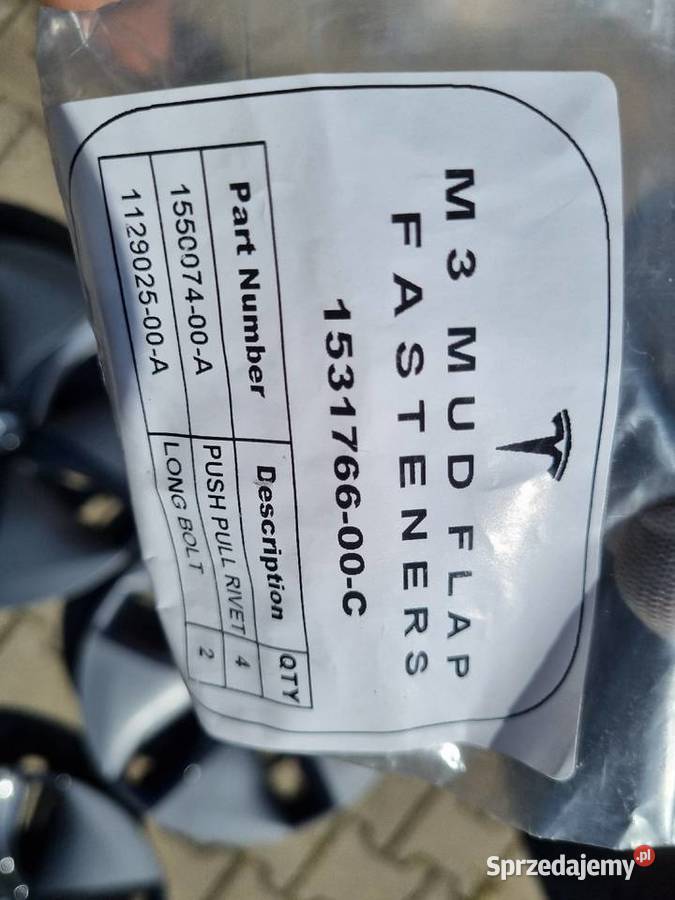 M3 MUD FLAP
FASTENERS
1531766-00-C
Part Number Description QTY
1550074-00-A PUSH PULL RIVET 4
1129025-00-A LONG BOLT 2
Sprzedajemy.pl